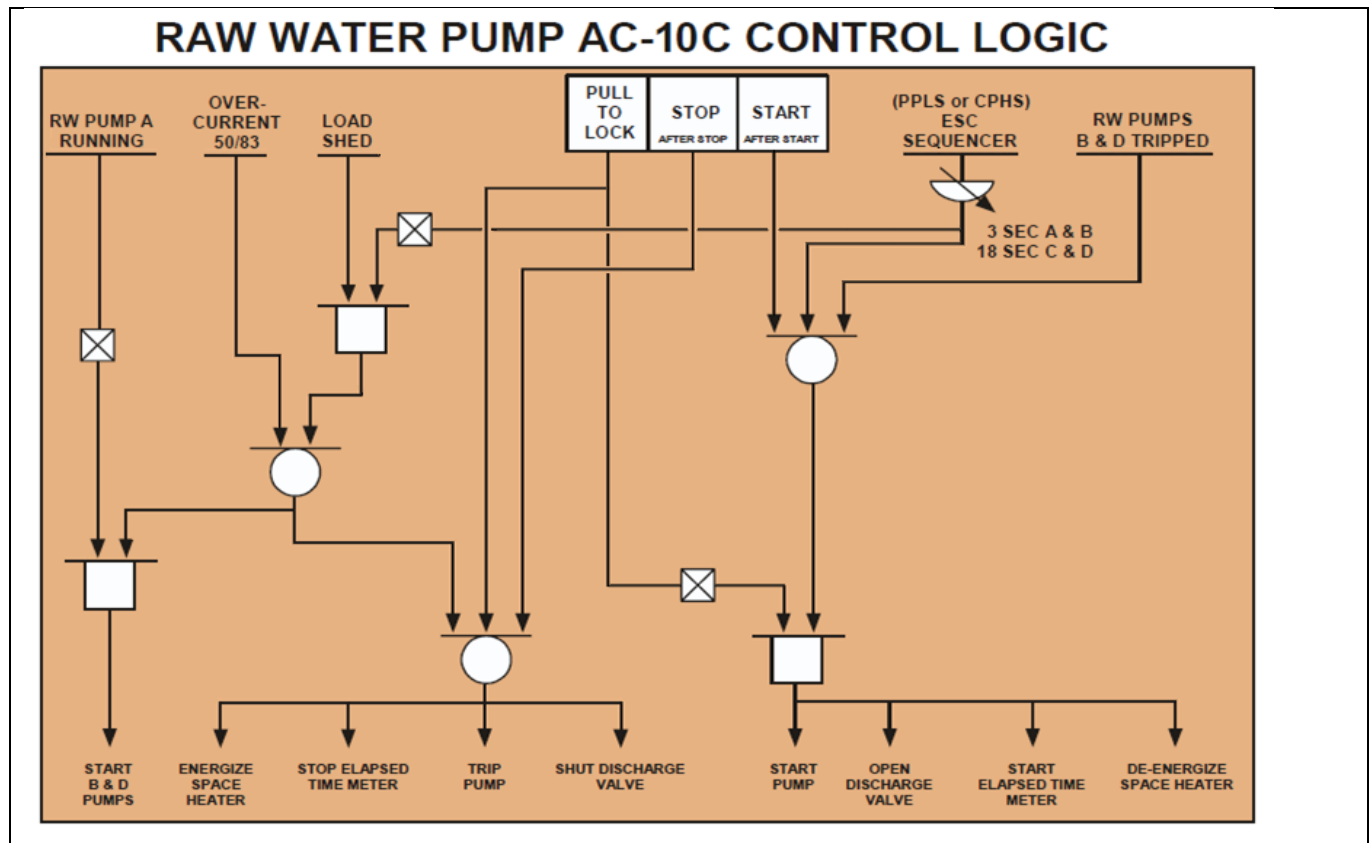 RAW WATER PUMP AC-10C CONTROL LOGIC
RW PUMP A
RUNNING
OVER-
CURRENT
50/83
LOAD
SHED
PULL
TO
LOCK
STOP
AFTER STOP
START
AFTER START
(PPLS or CPHS)
ESC
SEQUENCER
RW PUMPS
B & D TRIPPED
3 SEC A & B
18 SEC C & D
START
B & D
PUMPS
ENERGIZE
SPACE
HEATER
STOP ELAPSED
TIME METER
TRIP
PUMP
SHUT DISCHARGE
VALVE
START
PUMP
OPEN
DISCHARGE
VALVE
START
ELAPSED TIME
METER
DE-ENERGIZE
SPACE HEATER